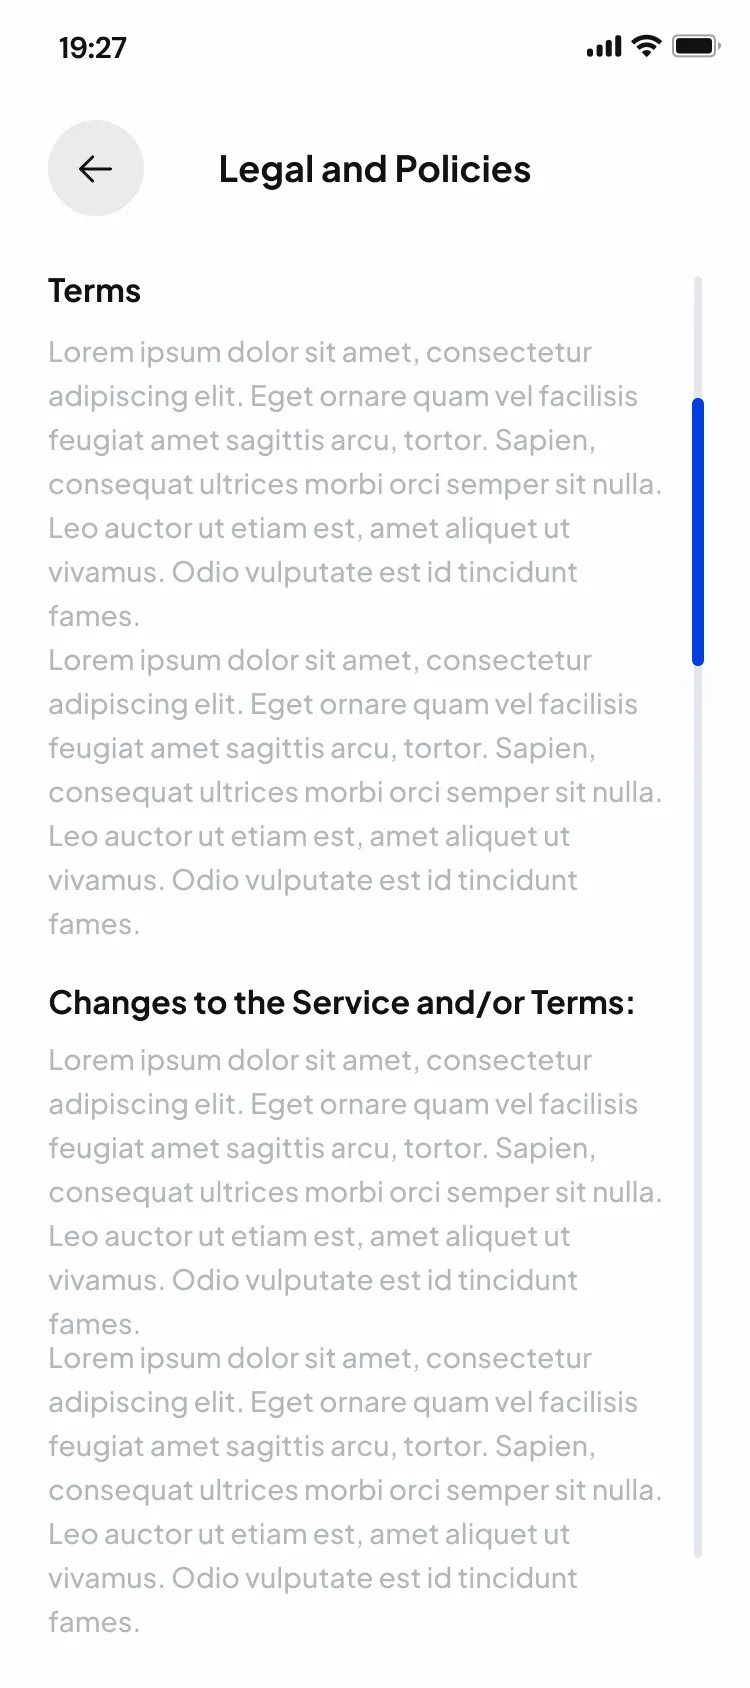 19:27
Legal and Policies
Terms
Lorem ipsum dolor sit amet, consectetur
adipiscing elit. Eget ornare quam vel facilisis
feugiat amet sagittis arcu, tortor. Sapien,
consequat ultrices morbi orci semper sit nulla.
Leo auctor ut etiam est, amet aliquet ut
vivamus. Odio vulputate est id tincidunt
fames.
Lorem ipsum dolor sit amet, consectetur
adipiscing elit. Eget ornare quam vel facilisis
feugiat amet sagittis arcu, tortor. Sapien,
consequat ultrices morbi orci semper sit nulla.
Leo auctor ut etiam est, amet aliquet ut
vivamus. Odio vulputate est id tincidunt
fames.
Changes to the Service and/or Terms:
Lorem ipsum dolor sit amet, consectetur
adipiscing elit. Eget ornare quam vel facilisis
feugiat amet sagittis arcu, tortor. Sapien,
consequat ultrices morbi orci semper sit nulla.
Leo auctor ut etiam est, amet aliquet ut
vivamus. Odio vulputate est id tincidunt
fames.
Lorem ipsum dolor sit amet, consectetur
adipiscing elit. Eget ornare quam vel facilisis
feugiat amet sagittis arcu, tortor. Sapien,
consequat ultrices morbi orci semper sit nulla.
Leo auctor ut etiam est, amet aliquet ut
vivamus. Odio vulputate est id tincidunt
fames.